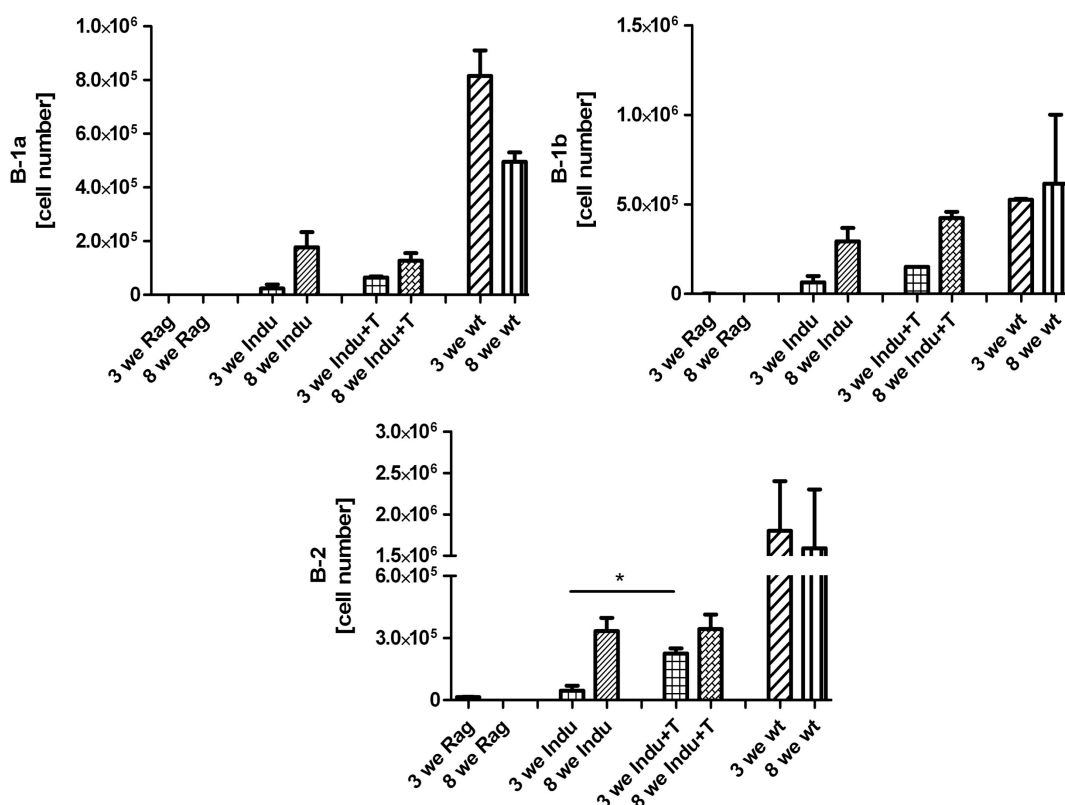 B-1a
[cell number]
1.0×10⁶
8.0×10⁵
6.0×10⁵
4.0×10⁵
2.0×10⁵
0
3 we Rag
8 we Rag
3 we Indu
8 we Indu
3 we Indu+T
8 we Indu+T
3 we wt
8 we wt
B-1b
[cell number]
1.5×10⁶
1.0×10⁶
5.0×10⁵
0
3 we Rag
8 we Rag
3 we Indu
8 we Indu
3 we Indu+T
8 we Indu+T
3 we wt
8 we wt
B-2
[cell number]
3.0×10⁶
2.5×10⁶
2.0×10⁶
1.5×10⁶
6.0×10⁵
3.0×10⁵
0
*
3 we Rag
8 we Rag
3 we Indu
8 we Indu
3 we Indu+T
8 we Indu+T
3 we wt
8 we wt